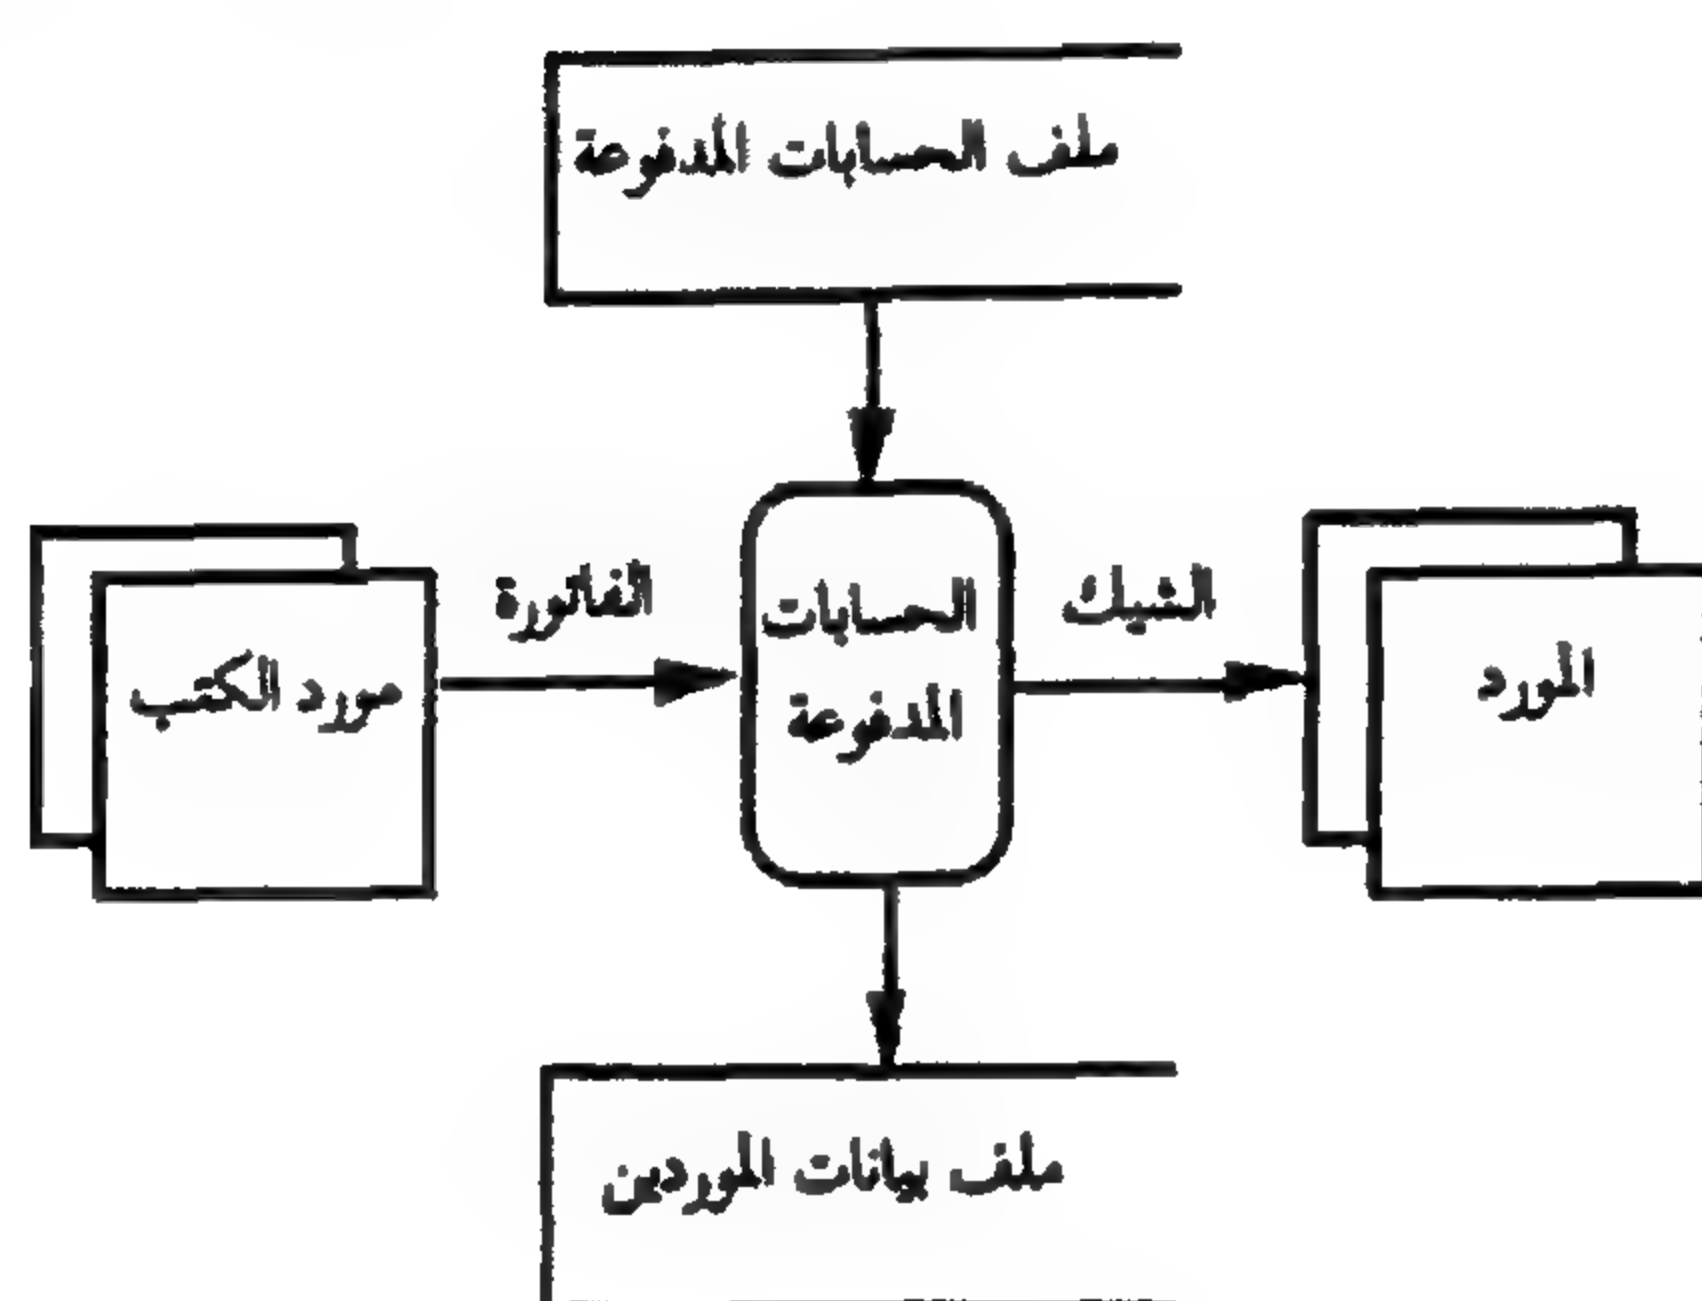 ملف الحسابات المدفوعة
الفاتورة
الشيك
مورد الكتب
الحسابات
المدفوعة
المورد
ملف بيانات الموردين